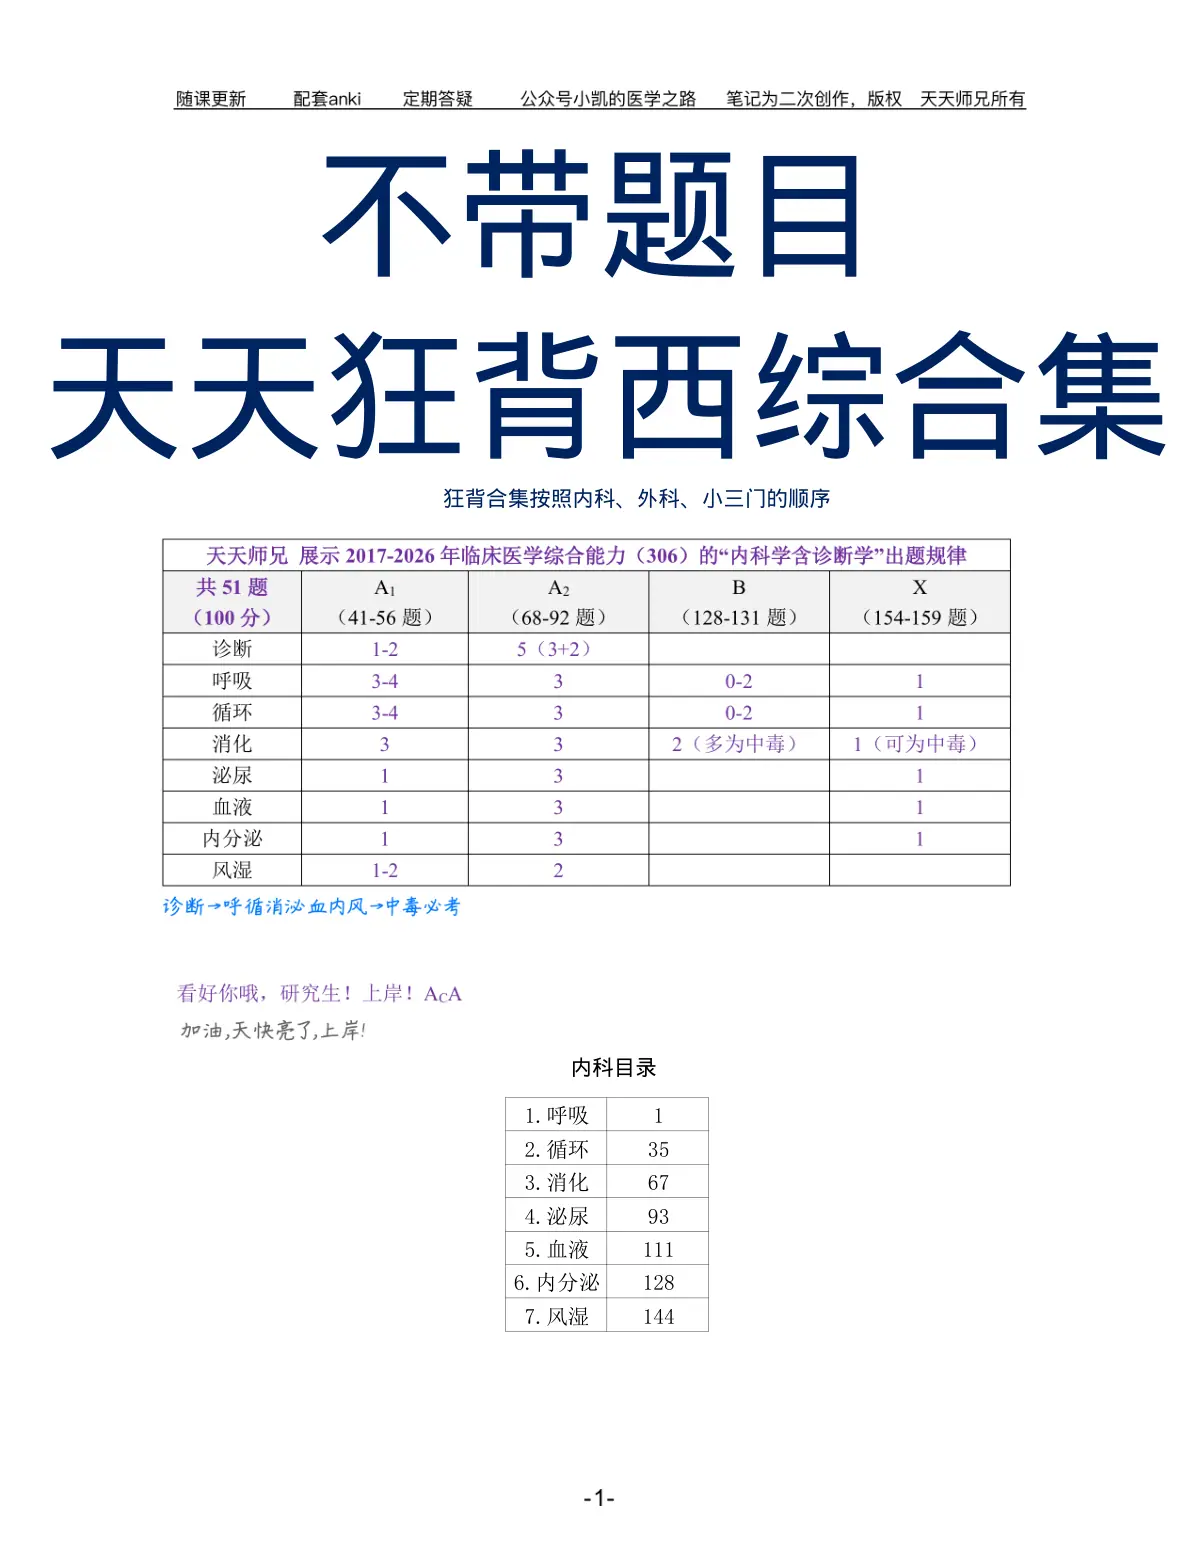 随课更新 配套anki 定期答疑 公众号小凯的医学之路 笔记为二次创作，版权 天天师兄所有
不带题目
天天狂背西综合集
狂背合集按照内科、外科、小三门的顺序
天天师兄 展示 2017-2026 年临床医学综合能力（306）的“内科学含诊断学”出题规律
共 51 题 A₁ A₂ B X
（100 分） （41-56 题） （68-92 题） （128-131 题） （154-159 题）
诊断 1-2 5（3+2）
呼吸 3-4 3 0-2 1
循环 3-4 3 0-2 1
消化 3 3 2（多为中毒） 1（可为中毒）
泌尿 1 3 1
血液 1 3 1
内分泌 1 3 1
风湿 1-2 2
诊断→呼循消泌血内风→中毒必考
看好你哦，研究生！上岸！ACA
加油,天快亮了,上岸!
内科目录
1.呼吸 1
2.循环 35
3.消化 67
4.泌尿 93
5.血液 111
6.内分泌 128
7.风湿 144
-1-